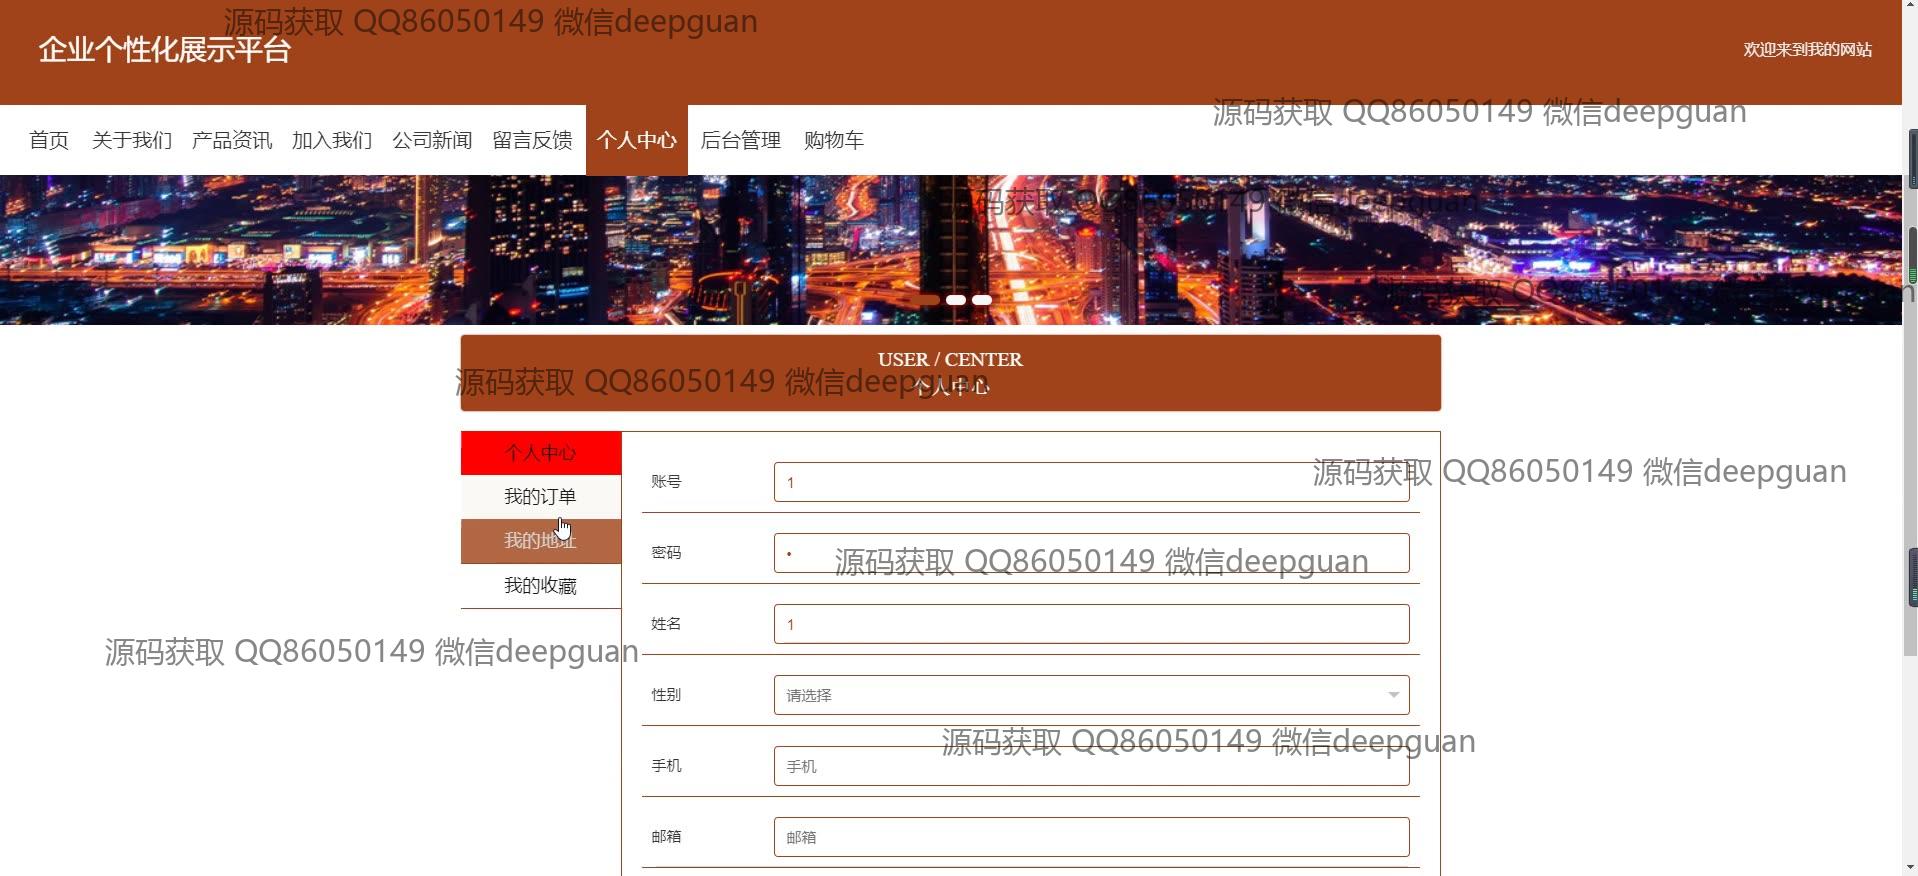 源码获取 QQ86050149 微信deepguan
企业个性化展示平台
欢迎来到我的网站
源码获取 QQ86050149 微信deepguan
首页 关于我们 产品资讯 加入我们 公司新闻 留言反馈 个人中心 后台管理 购物车
源码获取 QQ86050149 微信deepguan
USER / CENTER
源码获取 QQ86050149 微信deepguan
个人中心
个人中心
我的订单
我的地址
我的收藏
账号 1
源码获取 QQ86050149 微信deepguan
密码 •
源码获取 QQ86050149 微信deepguan
姓名 1
源码获取 QQ86050149 微信deepguan
性别 请选择
源码获取 QQ86050149 微信deepguan
手机 手机
邮箱 邮箱